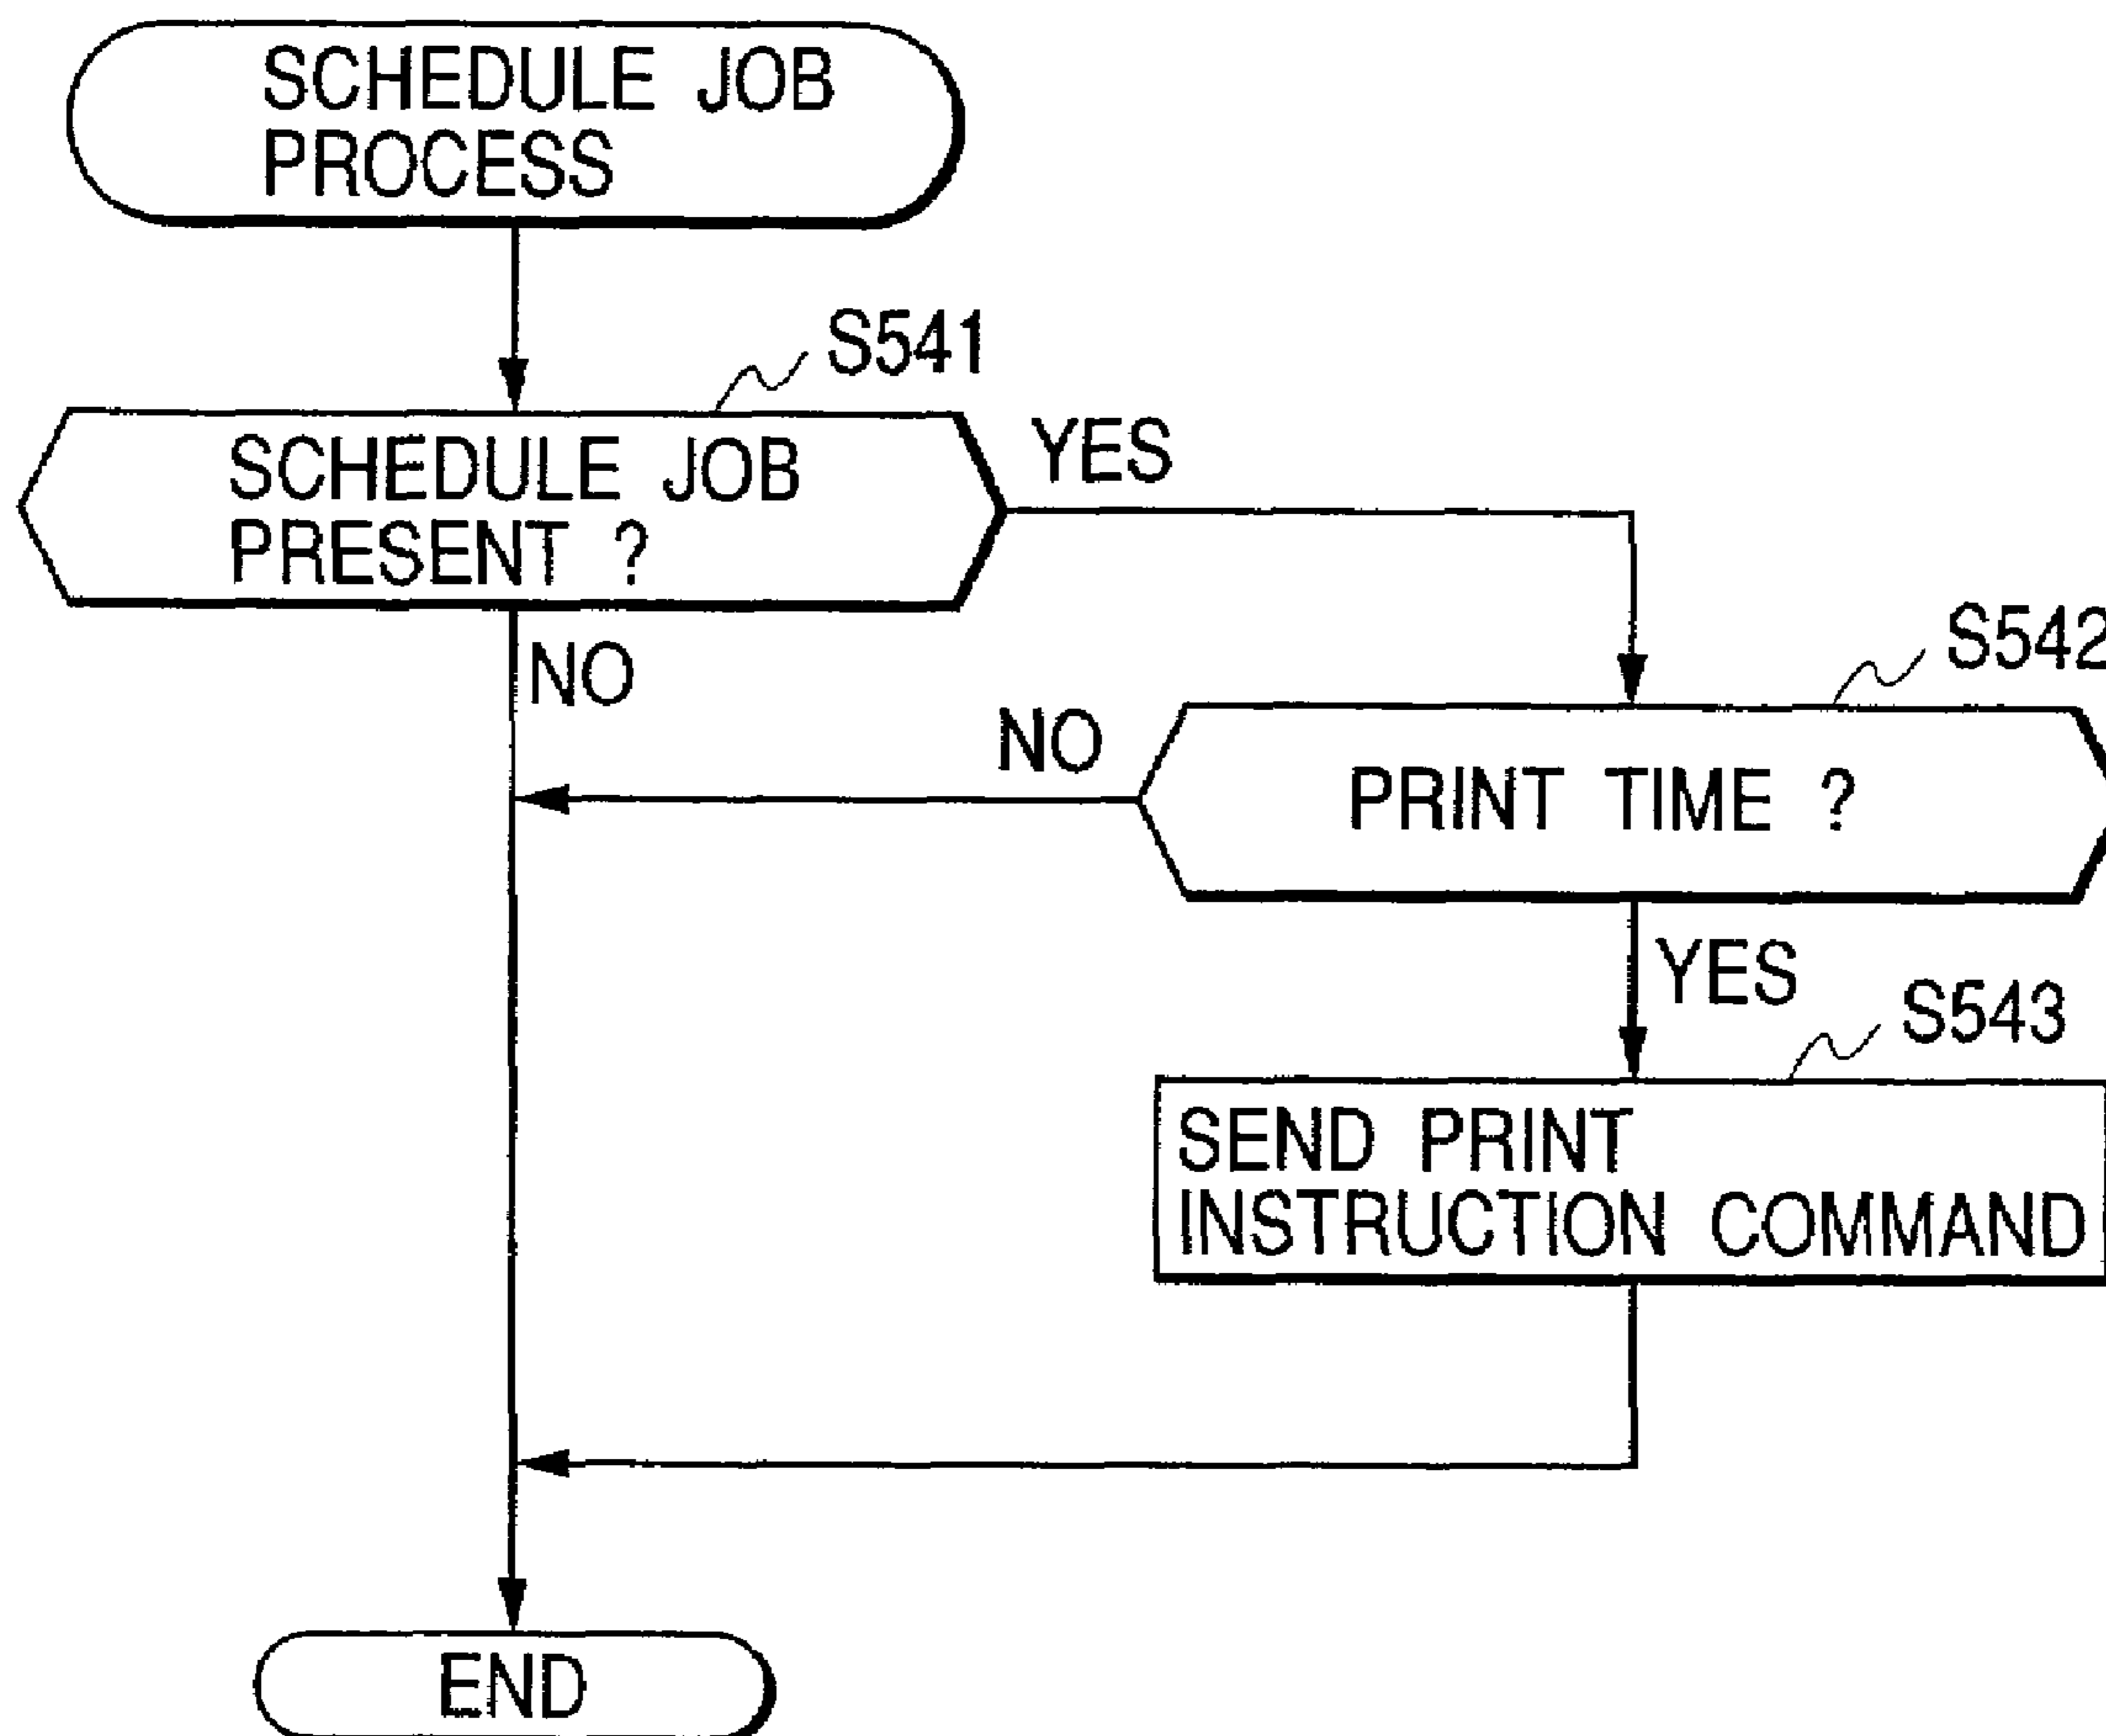 SCHEDULE JOB
PROCESS
S541
SCHEDULE JOB
PRESENT ?
YES
NO
S542
NO
PRINT TIME ?
YES
S543
SEND PRINT
INSTRUCTION COMMAND
END